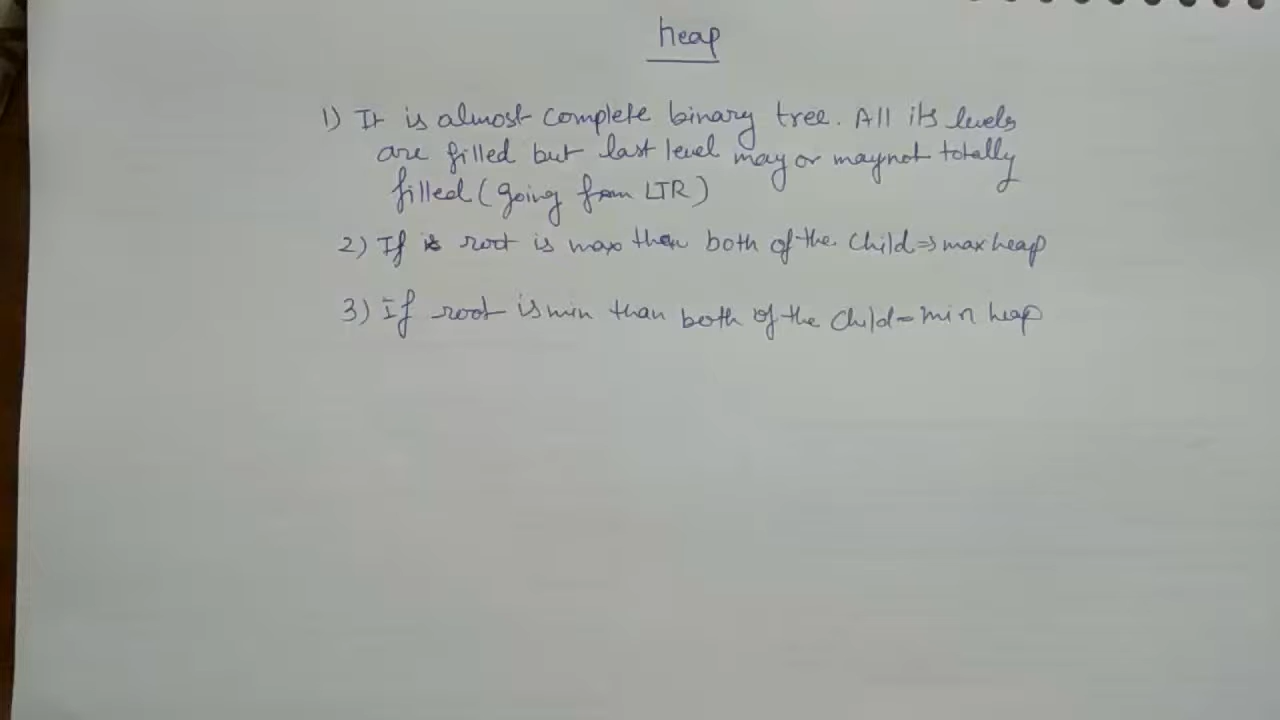 heap
1) It is almost complete binary tree. All its levels
are filled but last level may or maynot totally
filled (going from LTR)
2) If root is max than both of the child => max heap
3) If root is min than both of the child = min heap